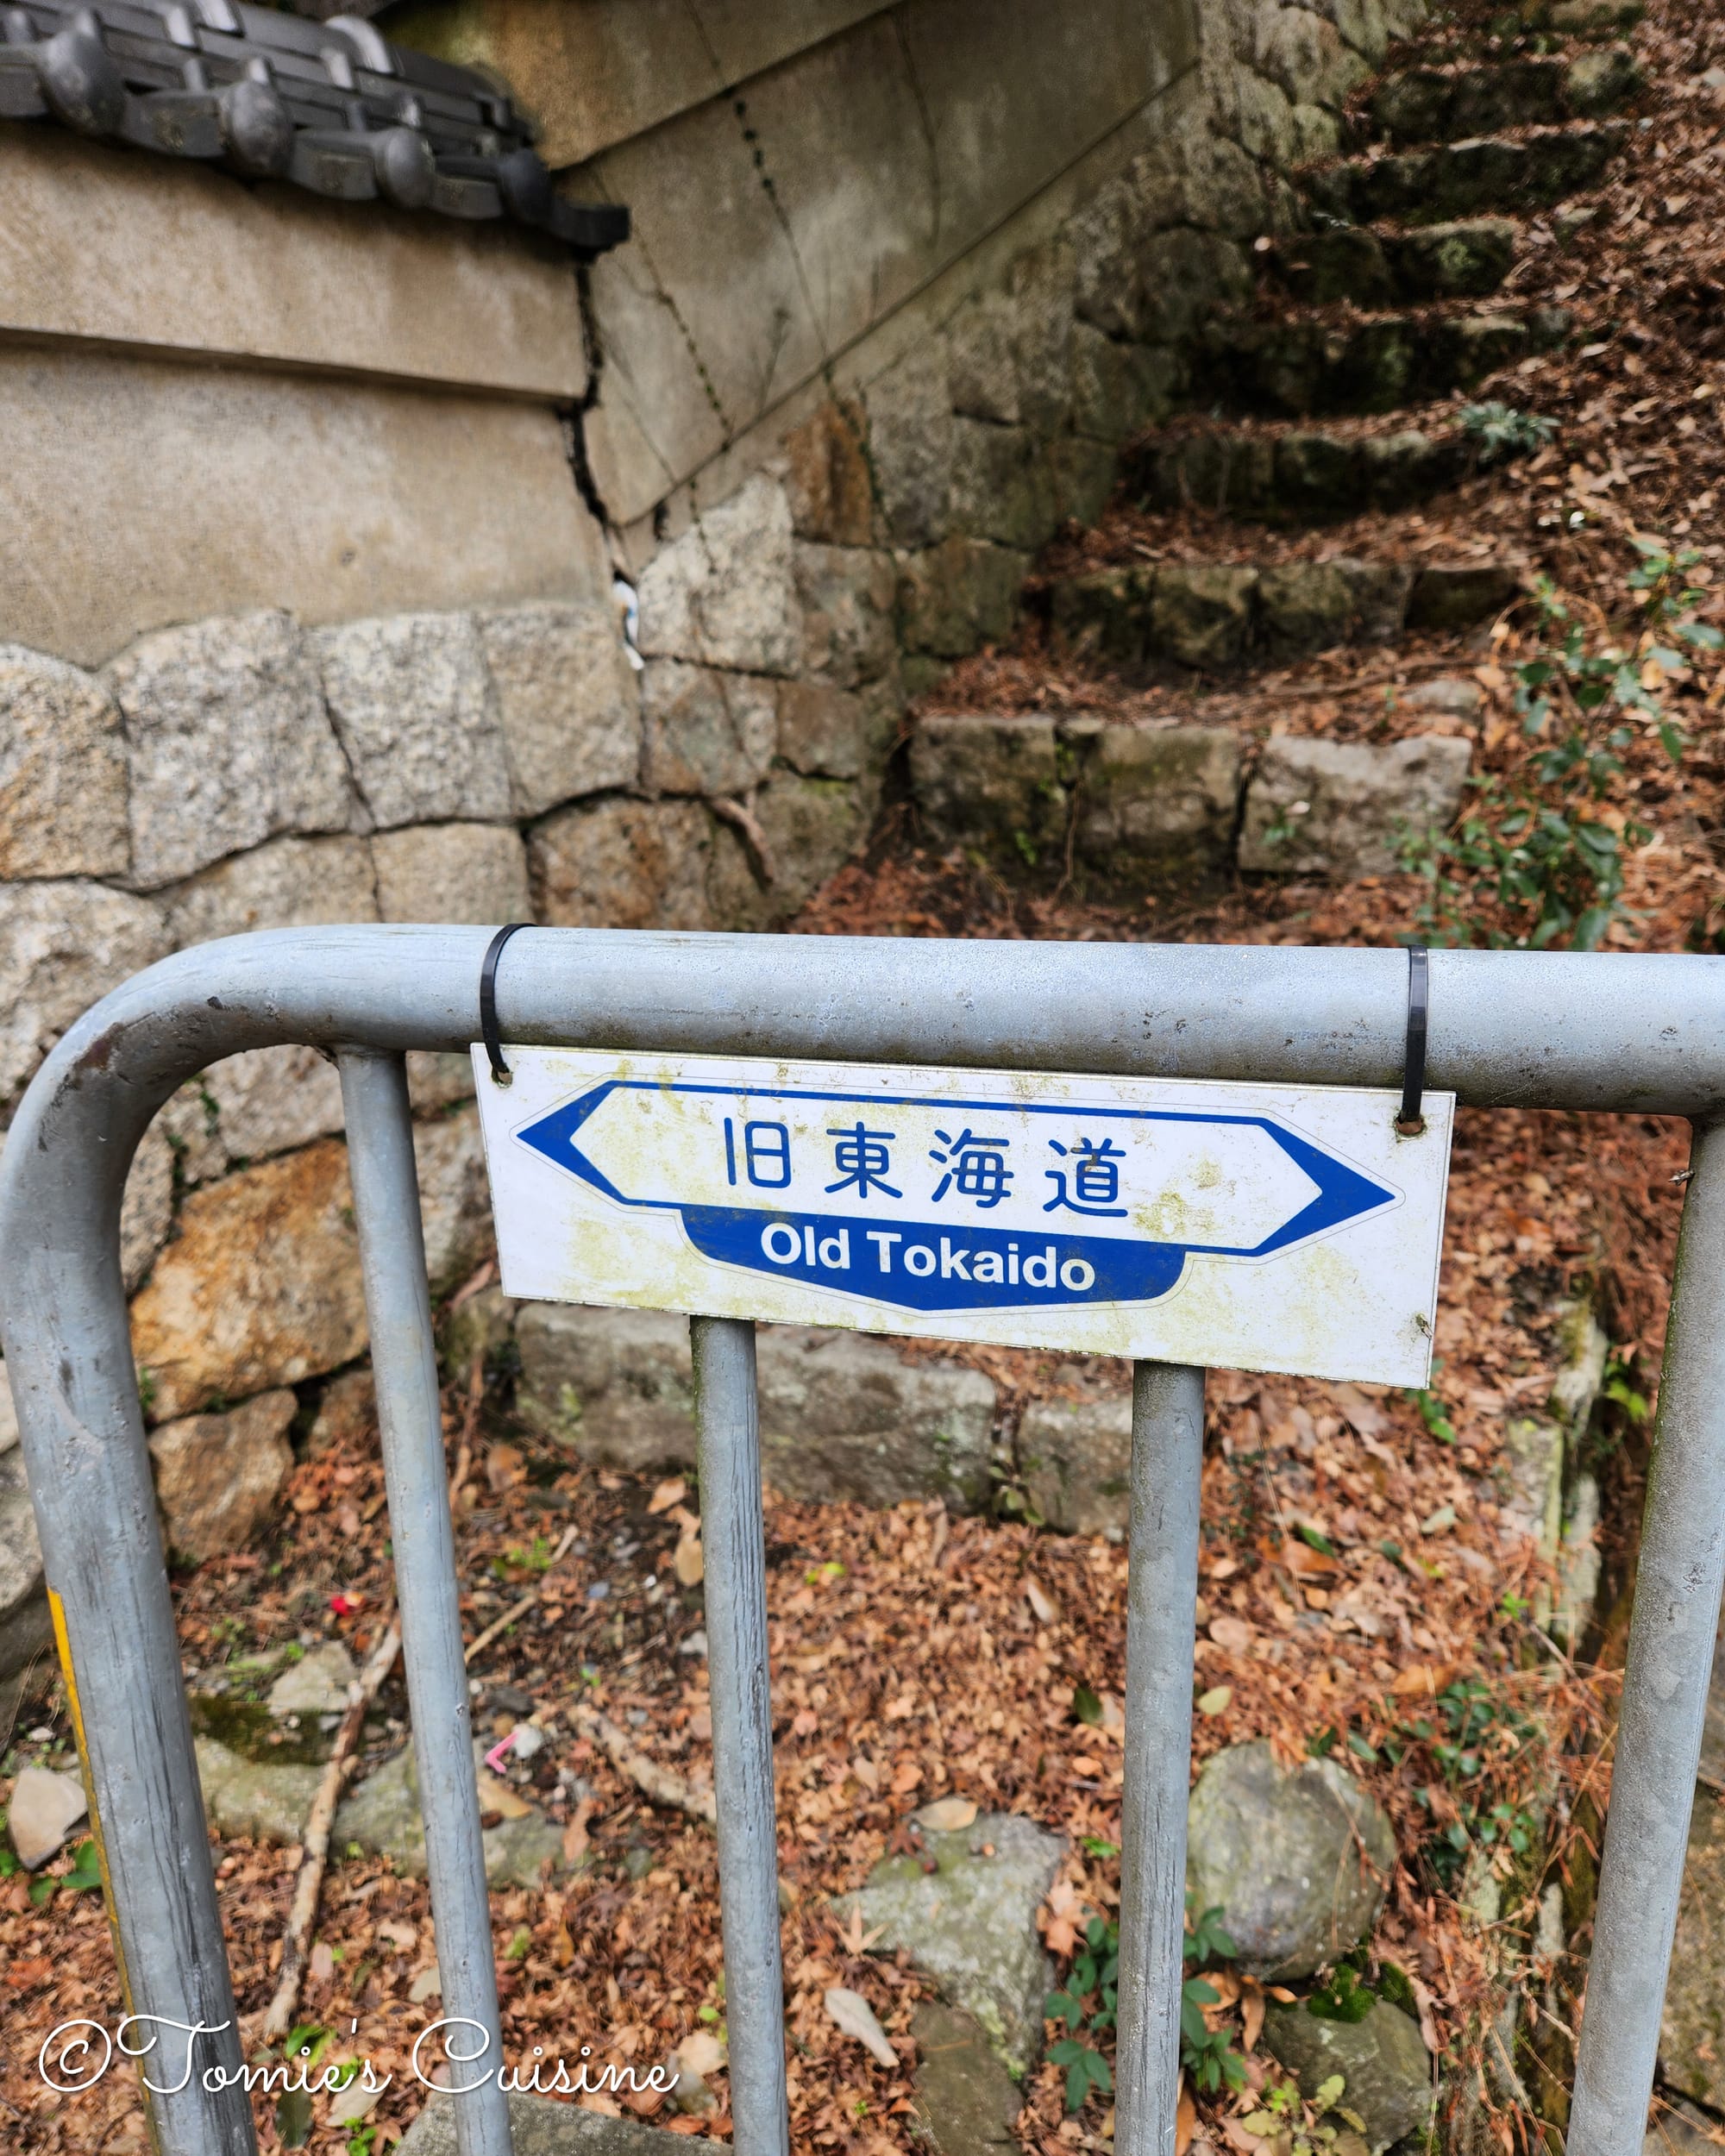 旧東海道
Old Tokaido
©Tomie's Cuisine